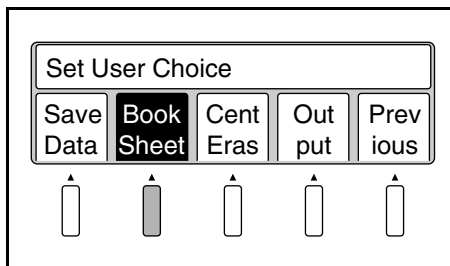 Set User Choice
Save Book Cent Out Prev
Data Sheet Eras put ious